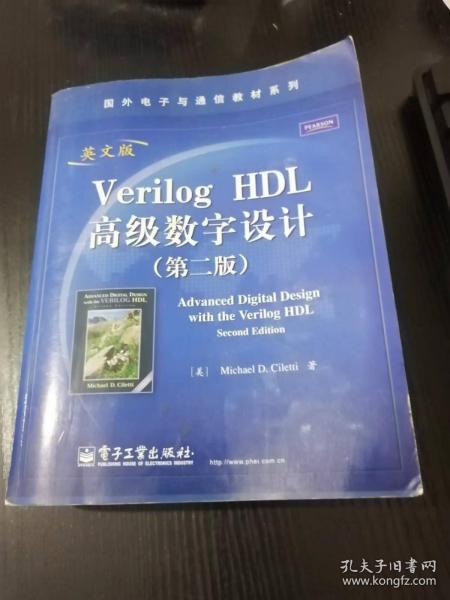 国外电子与通信教材系列
PEARSON
英文版
Verilog HDL
高级数字设计
（第二版）
Advanced Digital Design
with the Verilog HDL
Second Edition
ADVANCED DIGITAL DESIGN
with the VERILOG HDL
SECOND EDITION
Michael D. Ciletti
［美］ Michael D. Ciletti 著
電子工業出版社
PUBLISHING HOUSE OF ELECTRONICS INDUSTRY
http://www.phei.com.cn
孔夫子旧书网
www.kongfz.com